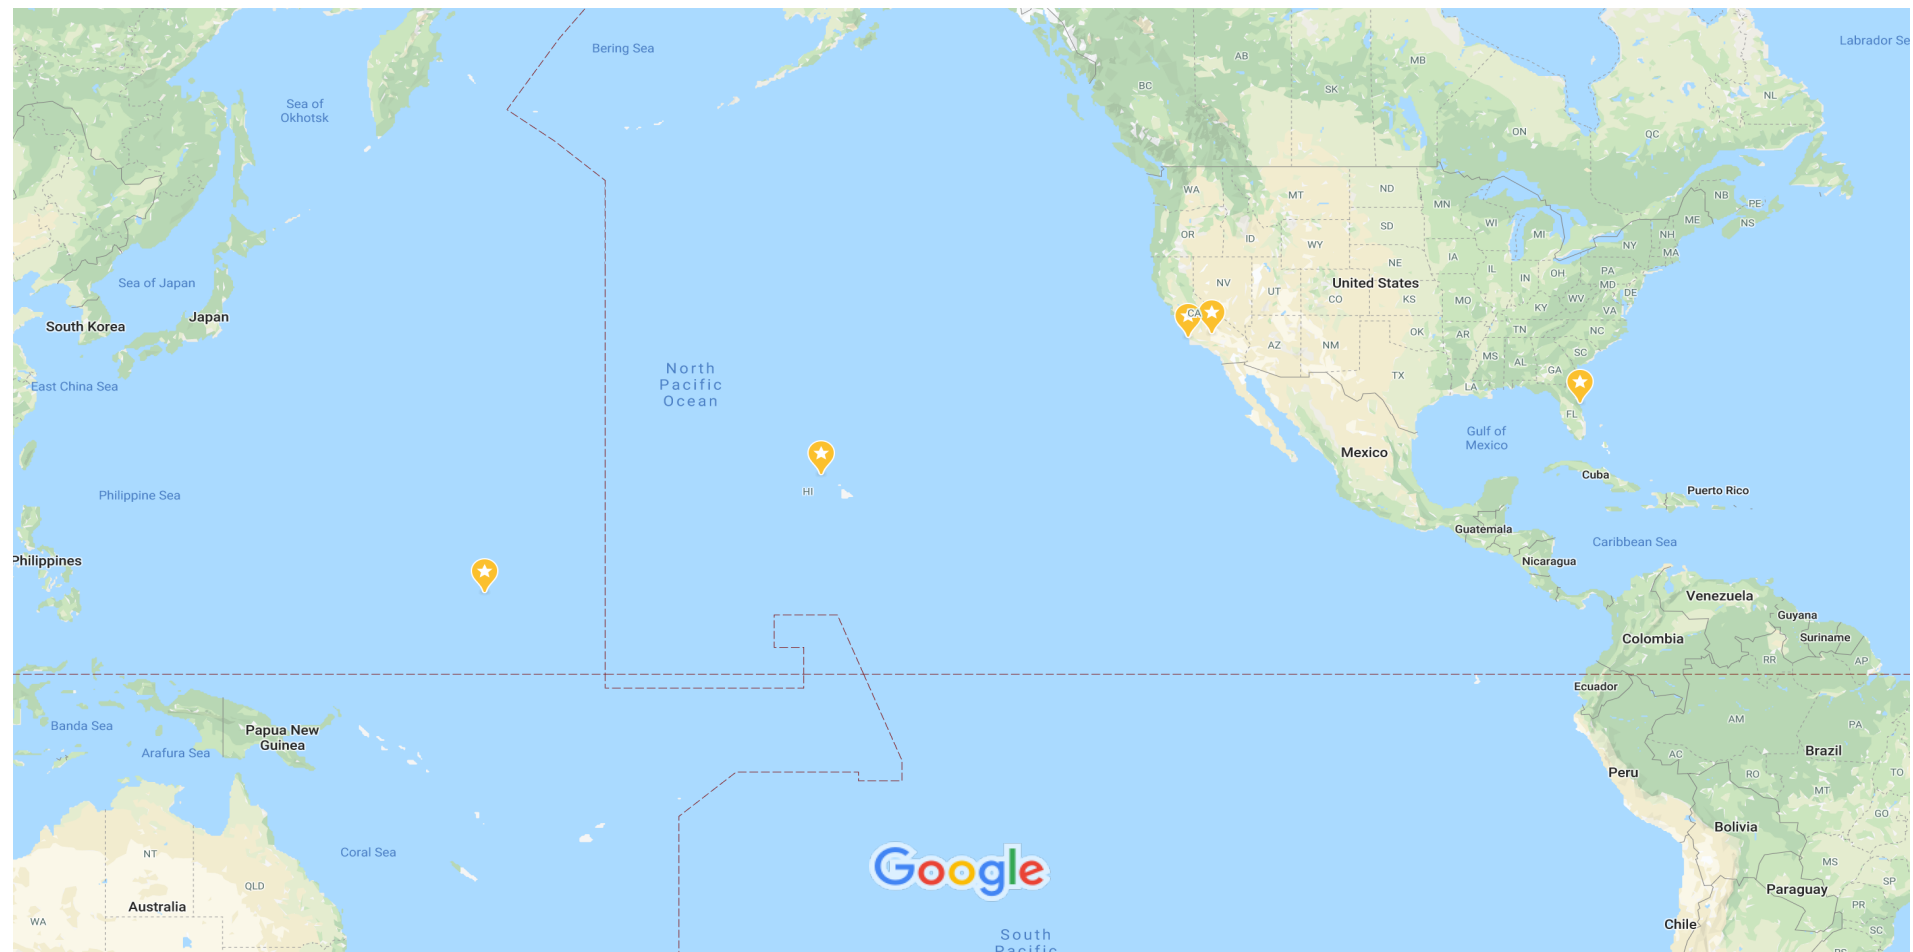 Bering Sea
Labrador Se
AB
MB
BC
SK
NL
Sea of
Okhotsk
ON
QC
WA
MT
ND
MN
NB
PE
ME
NS
OR
ID
SD
WI
MI
NH
NY
MA
WY
IA
NE
IL
IN
OH
PA
MD
DE
Sea of Japan
NV
UT
CO
United States
KS
MO
WV
KY
VA
CA
South Korea
Japan
OK
AR
TN
NC
AZ
NM
MS
AL
SC
GA
North
Pacific
Ocean
TX
LA
East China Sea
FL
Gulf of
Mexico
Mexico
Cuba
Puerto Rico
HI
Philippine Sea
Guatemala
Caribbean Sea
Philippines
Nicaragua
Venezuela
Guyana
Colombia
Suriname
RR
AP
Ecuador
Banda Sea
Papua New
Guinea
AM
PA
Arafura Sea
AC
Brazil
Peru
RO
TO
MT
GO
Bolivia
NT
Coral Sea
Google
MS
QLD
SP
Paraguay
Australia
PR
WA
Chile
SC
South
Pacific
RS